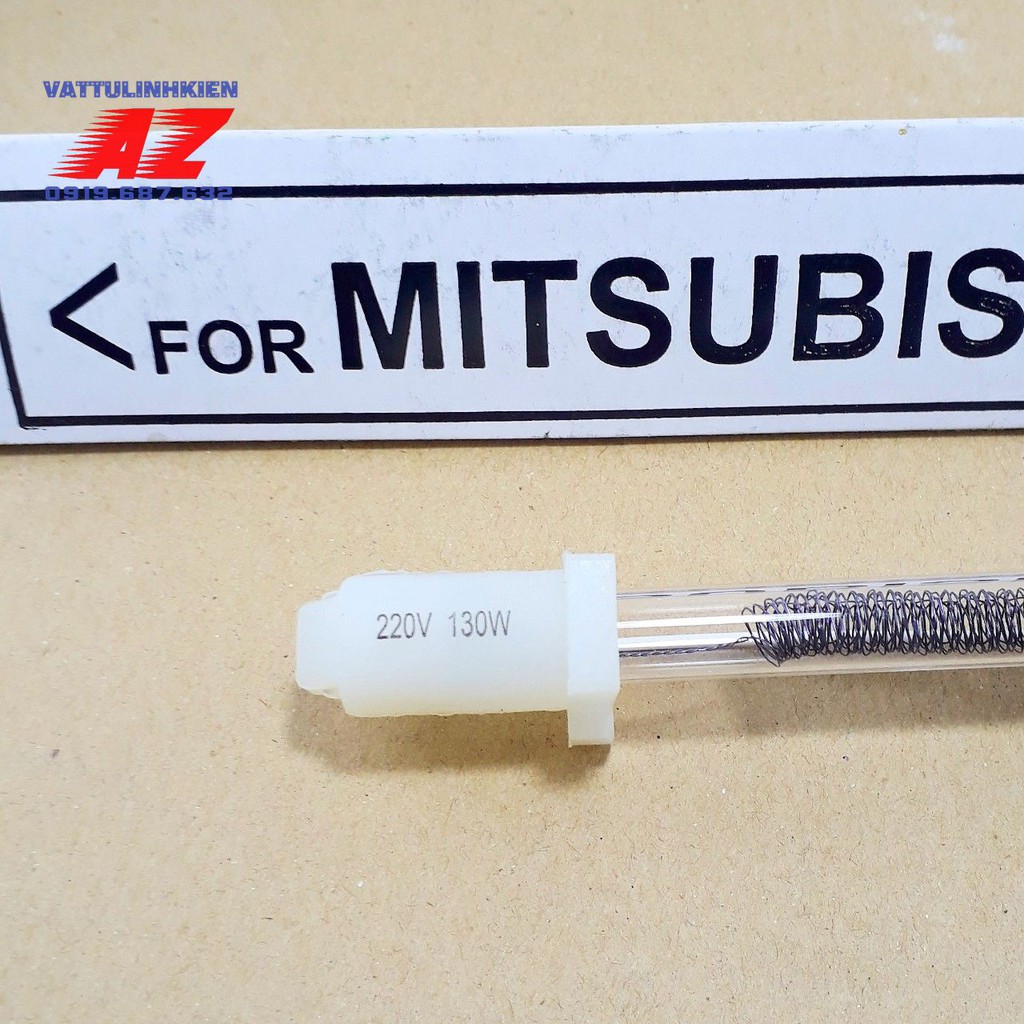 VATTULINHKIEN
AZ
0919.687.632
< FOR MITSUBIS
220V 130W